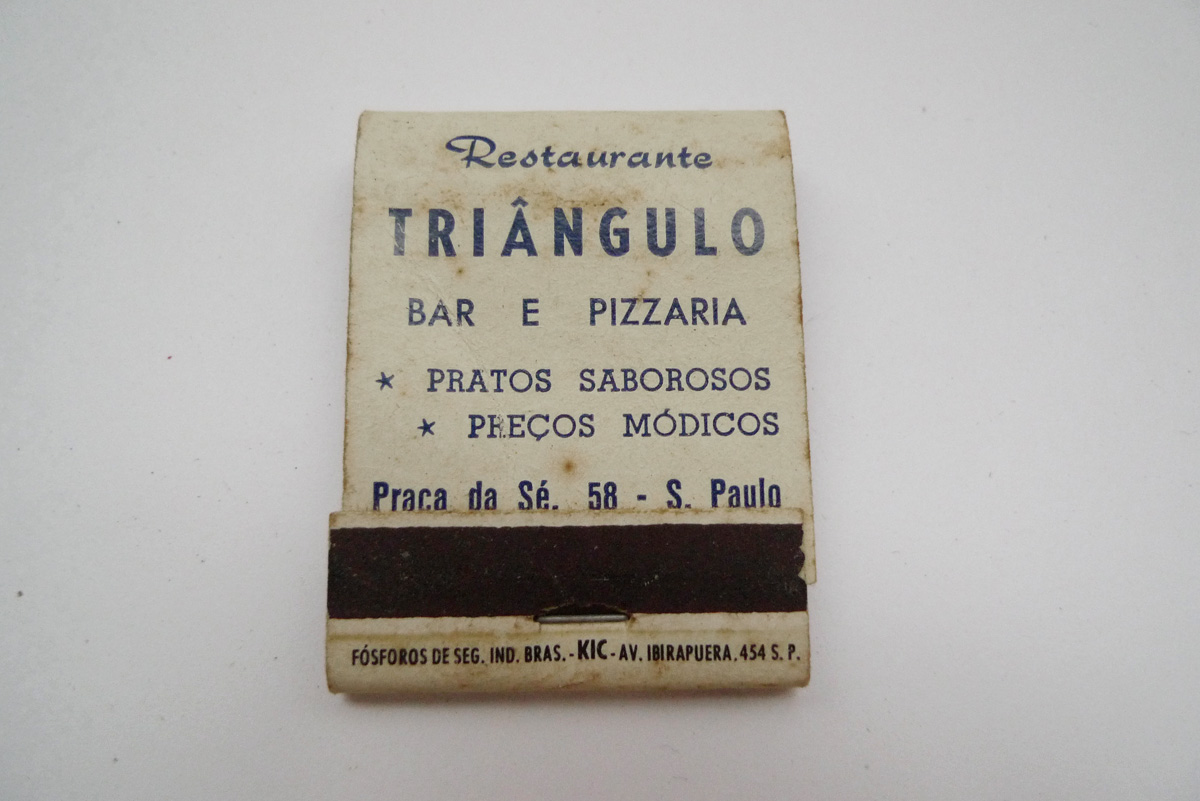 Restaurante
TRIÂNGULO
BAR E PIZZARIA
★ PRATOS SABOROSOS
★ PREÇOS MÓDICOS
Praça da Sé, 58 - S. Paulo
FÓSFOROS DE SEG. IND. BRAS. - KIC - AV. IBIRAPUERA, 454 S. P.